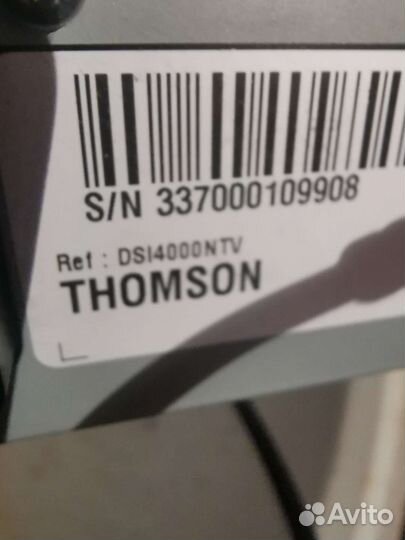 S/N 337000109908
Ref : DSI4000NTV
THOMSON
Avito